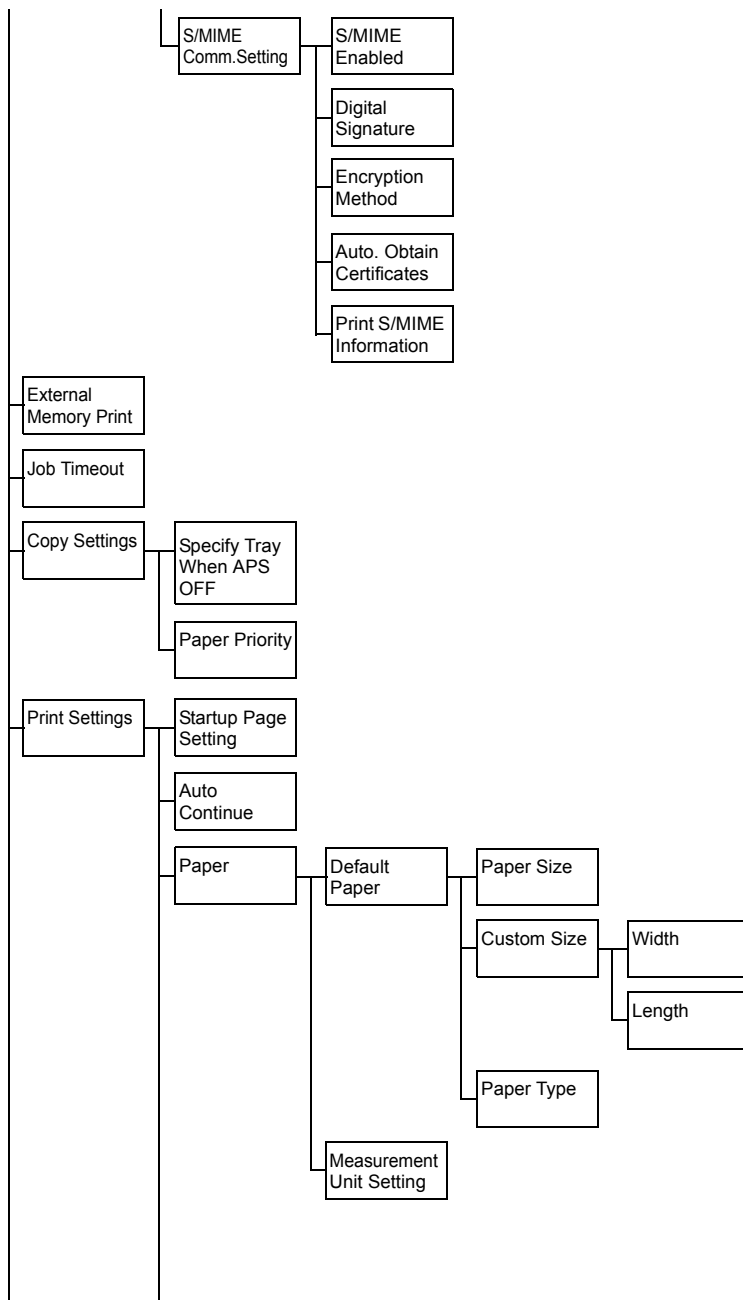 S/MIME
Comm.Setting
S/MIME
Enabled
Digital
Signature
Encryption
Method
Auto. Obtain
Certificates
Print S/MIME
Information
External
Memory Print
Job Timeout
Copy Settings
Specify Tray
When APS
OFF
Paper Priority
Print Settings
Startup Page
Setting
Auto
Continue
Paper
Default
Paper
Paper Size
Custom Size
Width
Length
Paper Type
Measurement
Unit Setting